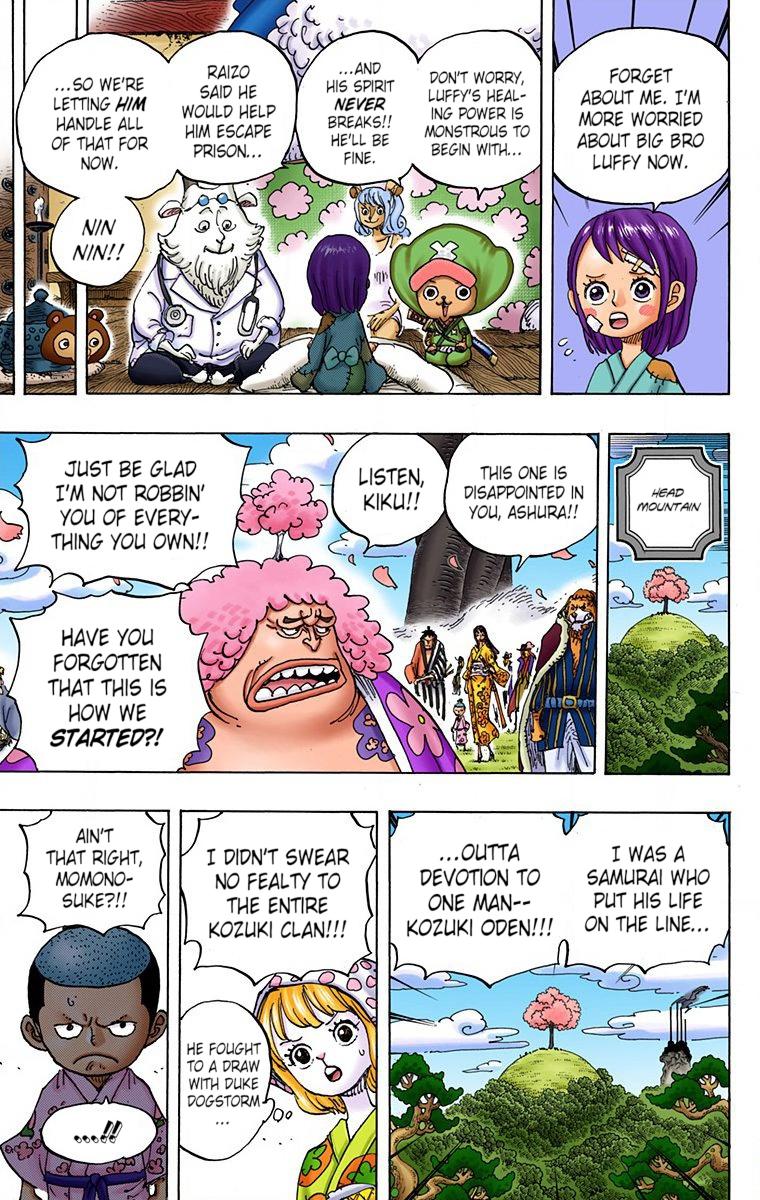 FORGET
ABOUT ME. I'M
MORE WORRIED
ABOUT BIG BRO
LUFFY NOW.
DON'T WORRY,
LUFFY'S HEAL-
ING POWER IS
MONSTROUS TO
BEGIN WITH...
...AND
HIS SPIRIT
NEVER
BREAKS!!
HE'LL BE
FINE.
RAIZO
SAID HE
WOULD HELP
HIM ESCAPE
PRISON...
...SO WE'RE
LETTING HIM
HANDLE ALL
OF THAT FOR
NOW.
NIN
NIN!!
HEAD
MOUNTAIN
THIS ONE IS
DISAPPOINTED IN
YOU, ASHURA!!
LISTEN,
KIKU!!
JUST BE GLAD
I'M NOT ROBBIN'
YOU OF EVERY-
THING YOU OWN!!
HAVE YOU
FORGOTTEN
THAT THIS IS
HOW WE
STARTED?!
I WAS A
SAMURAI WHO
PUT HIS LIFE
ON THE LINE...
...OUTTA
DEVOTION TO
ONE MAN--
KOZUKI ODEN!!!
I DIDN'T SWEAR
NO FEALTY TO
THE ENTIRE
KOZUKI CLAN!!!
HE FOUGHT
TO A DRAW
WITH DUKE
DOGSTORM
...
AIN'T
THAT RIGHT,
MOMONO-
SUKE?!!
....!!